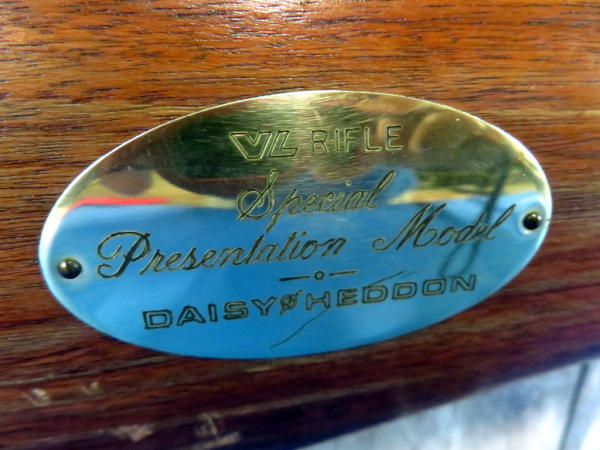 VL RIFLE
Special
Presentation Model
DAISY HEDDON